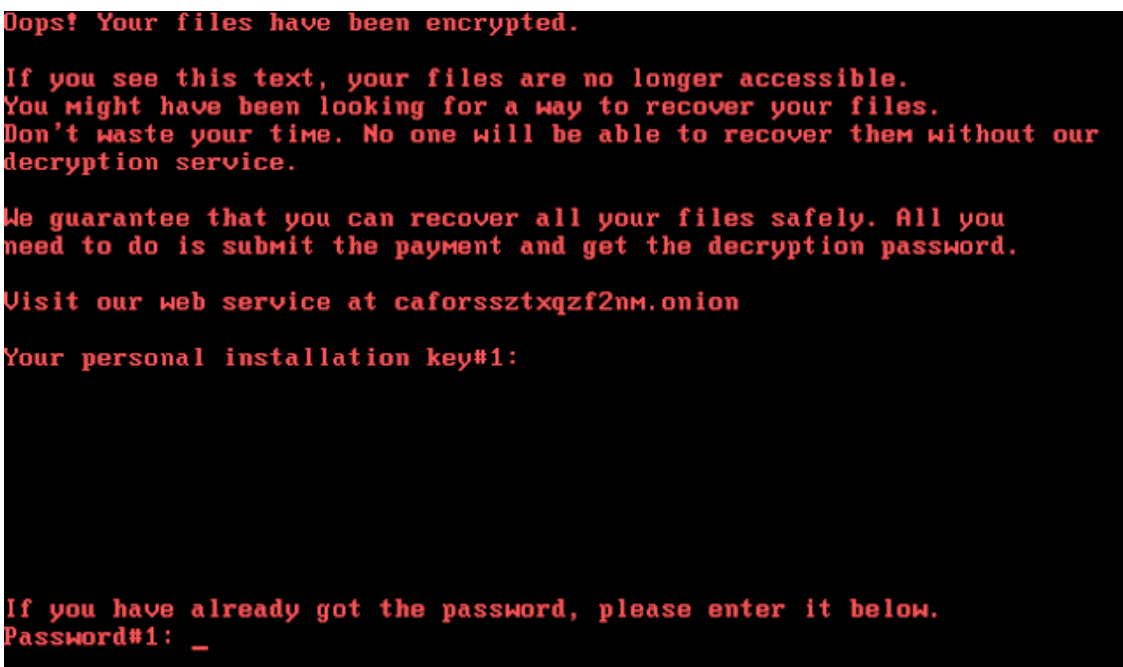 Oops! Your files have been encrypted.
If you see this text, your files are no longer accessible.
You might have been looking for a way to recover your files.
Don't waste your time. No one will be able to recover them without our
decryption service.
We guarantee that you can recover all your files safely. All you
need to do is submit the payment and get the decryption password.
Visit our web service at caforssztxqzf2nm.onion
Your personal installation key#1:
If you have already got the password, please enter it below.
Password#1: _